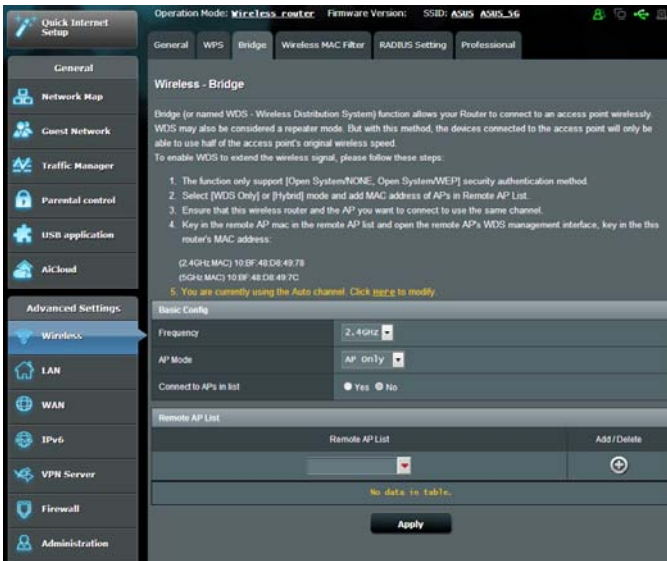 Quick Internet
Setup
Operation Mode: Wireless router Firmware Version: SSID: ASUS ASUS_5G
General WPS Bridge Wireless MAC Filter RADIUS Setting Professional
General
Network Map
Guest Network
Traffic Manager
Parental control
USB application
AiCloud
Advanced Settings
Wireless
LAN
WAN
IPv6
VPN Server
Firewall
Administration
Wireless - Bridge
Bridge (or named WDS - Wireless Distribution System) function allows your Router to connect to an access point wirelessly.
WDS may also be considered a repeater mode. But with this method, the devices connected to the access point will only be
able to use half of the access point's original wireless speed.
To enable WDS to extend the wireless signal, please follow these steps:
1. The function only support [Open System/NONE, Open System/WEP] security authentication method.
2. Select [WDS Only] or [Hybrid] mode and add MAC address of APs in Remote AP List.
3. Ensure that this wireless router and the AP you want to connect to use the same channel.
4. Key in the remote AP mac in the remote AP list and open the remote AP's WDS management interface, key in the this
router's MAC address:
(2.4GHz MAC) 10:BF:48:D8:49:78
(5GHz MAC) 10:BF:48:D8:49:7C
5. You are currently using the Auto channel. Click here to modify.
Basic Config
Frequency 2.4GHz
AP Mode AP Only
Connect to APs in list Yes No
Remote AP List
Remote AP List Add / Delete
No data in table.
Apply